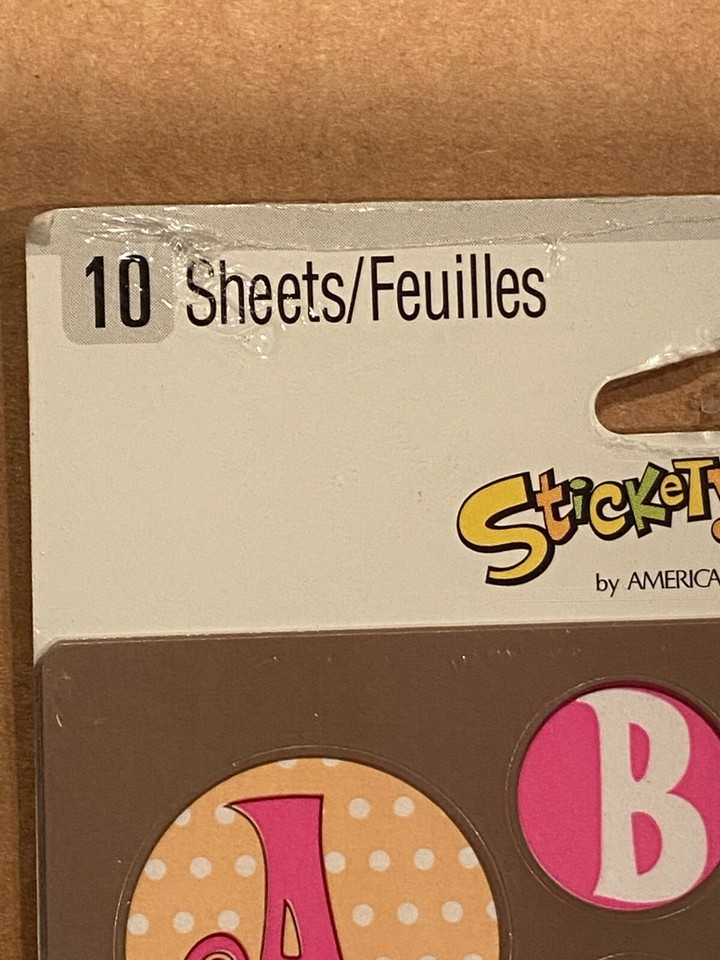 10 Sheets/Feuilles
Stickety
by AMERICA
B
A